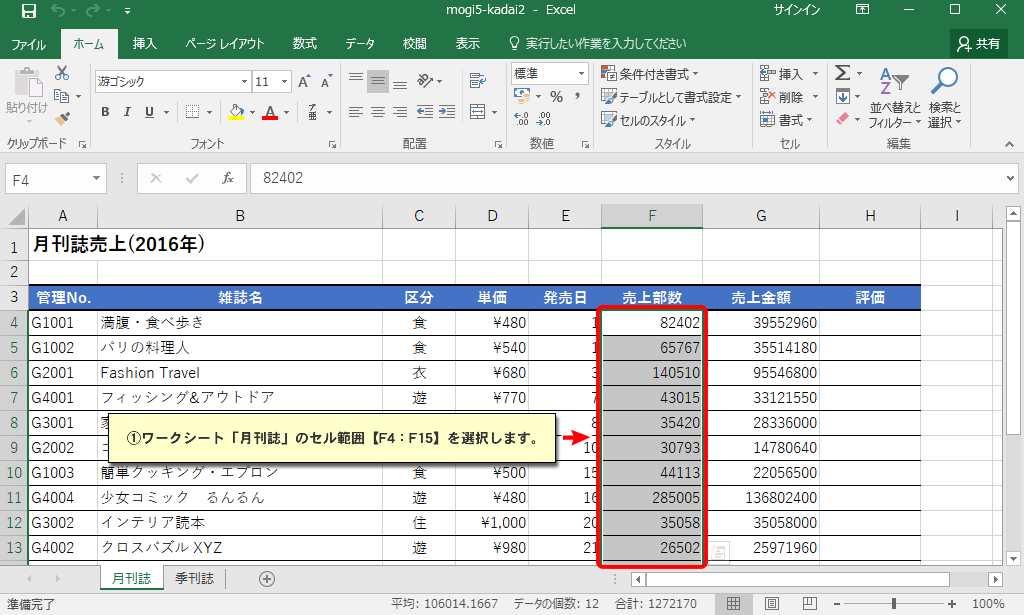 mogi5-kadai2 - Excel サインイン
ファイル ホーム 挿入 ページ レイアウト 数式 データ 校閲 表示 実行したい作業を入力してください 共有
貼り付け 游ゴシック 11 標準 条件付き書式 挿入
テーブルとして書式設定 削除 並べ替えと フィルター 検索と 選択
B I U % , セルのスタイル 書式
クリップボード フォント 配置 数値 スタイル セル 編集
F4 fx 82402
A B C D E F G H I
1 月刊誌売上(2016年)
2
3 管理No. 雑誌名 区分 単価 発売日 売上部数 売上金額 評価
4 G1001 満腹・食べ歩き 食 ¥480 1 82402 39552960
5 G1002 パリの料理人 食 ¥540 1 65767 35514180
6 G2001 Fashion Travel 衣 ¥680 3 140510 95546800
7 G4001 フィッシング&アウトドア 遊 ¥770 7 43015 33121550
8 G3001 8 35420 28336000
①ワークシート「月刊誌」のセル範囲【F4：F15】を選択します。
9 G2002 10 30793 14780640
10 G1003 簡単クッキング・エプロン 食 ¥500 15 44113 22056500
11 G4004 少女コミック るんるん 遊 ¥480 16 285005 136802400
12 G3002 インテリア読本 住 ¥1,000 20 35058 35058000
13 G4002 クロスパズル XYZ 遊 ¥980 21 26502 25971960
月刊誌 季刊誌
準備完了 平均: 106014.1667 データの個数: 12 合計: 1272170 100%